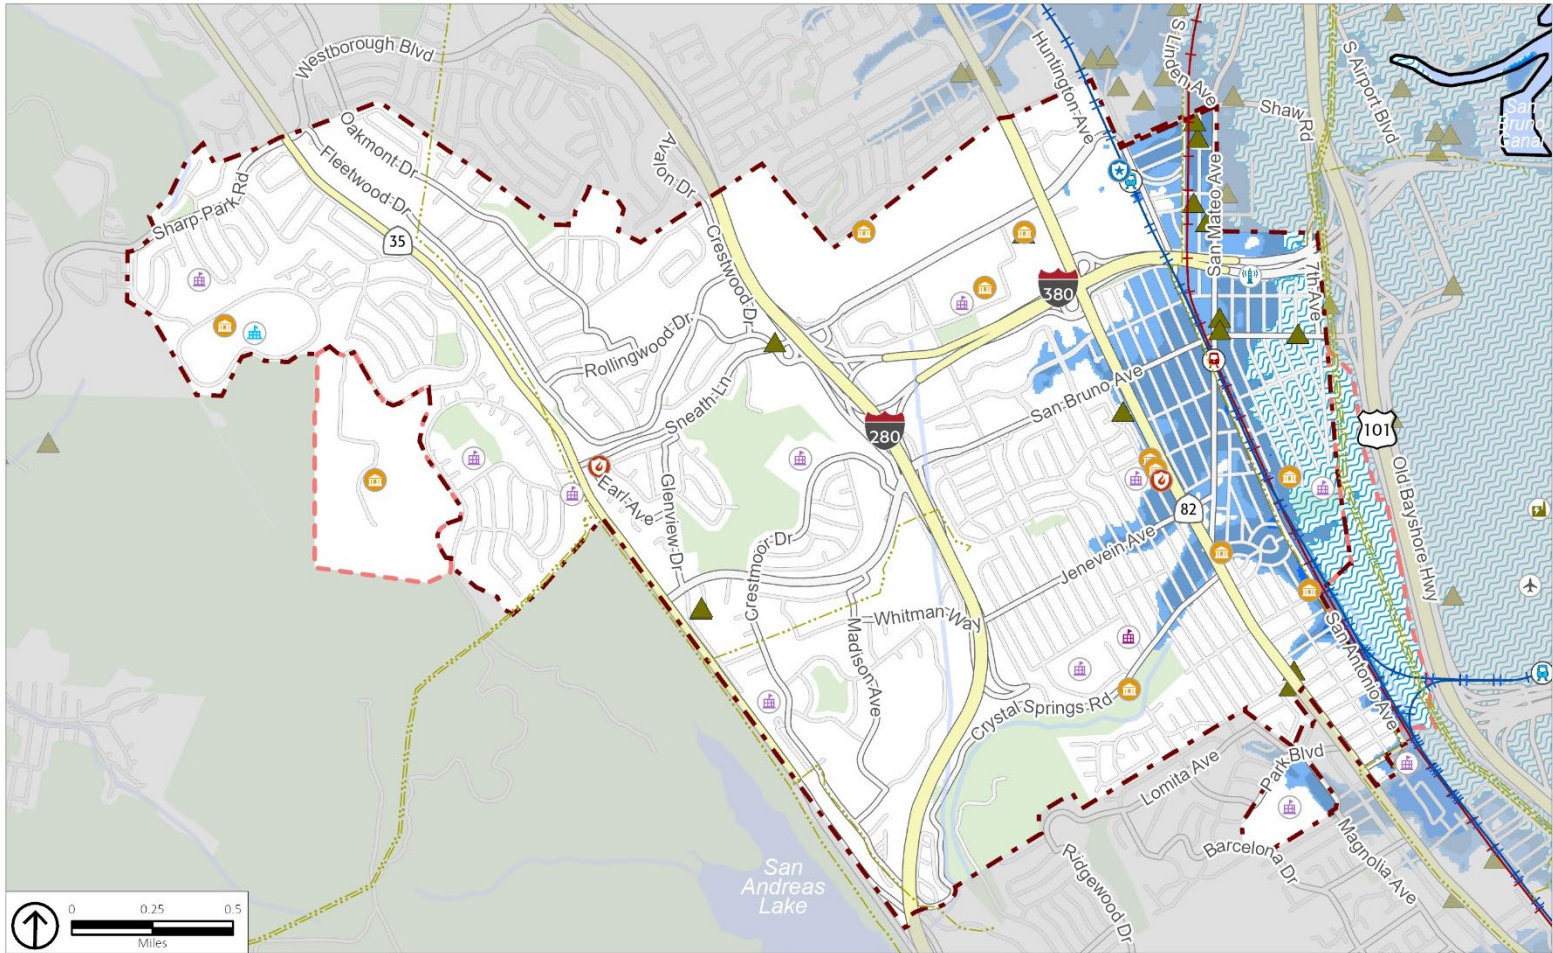 Westborough Blvd
Huntington Ave
S Linden Ave
S Airport Blvd
Shaw Rd
San
Bruno
Canal
Oakmont Dr
Fleetwood Dr
Avalon Dr
San Mateo Ave
Sharp Park Rd
35
Crestwood Dr
7th Ave
380
Rollingwood Dr
Sneath Ln
San Bruno Ave
280
101
Old Bayshore Hwy
Earl Ave
Glenview Dr
82
Crestmoor Dr
Jenevein Ave
Whitman Way
Madison Ave
San Antonio Ave
Crystal Springs Rd
Park Blvd
Lomita Ave
Magnolia Ave
Barcelona Dr
Ridgewood Dr
San
Andreas
Lake
0 0.25 0.5
Miles